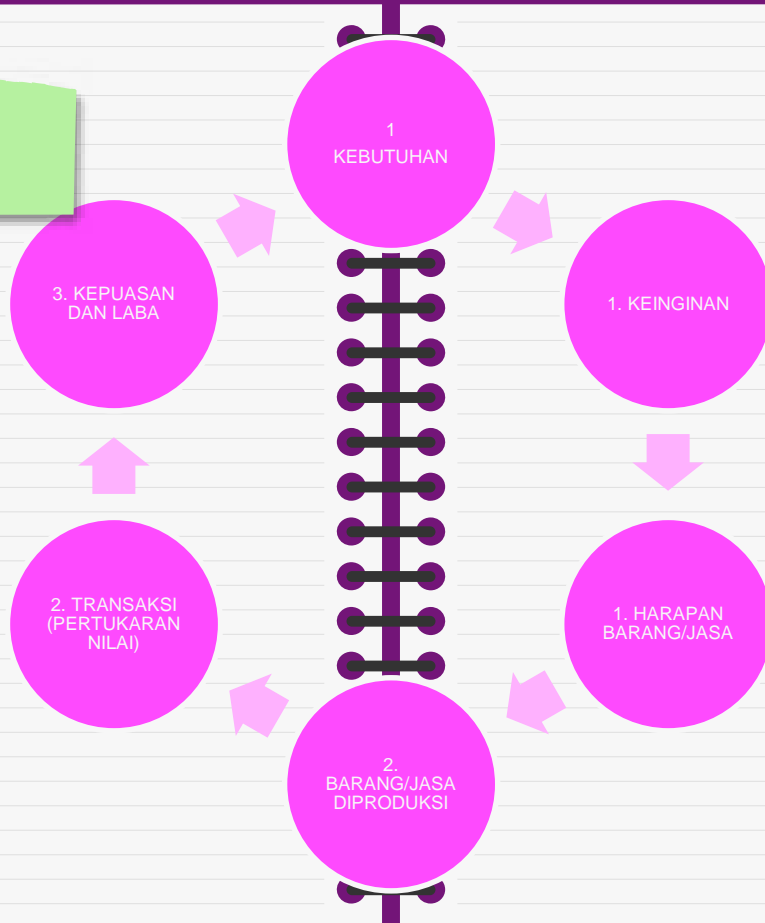 1
KEBUTUHAN
1. KEINGINAN
1. HARAPAN
BARANG/JASA
2.
BARANG/JASA
DIPRODUKSI
2. TRANSAKSI
(PERTUKARAN
NILAI)
3. KEPUASAN
DAN LABA